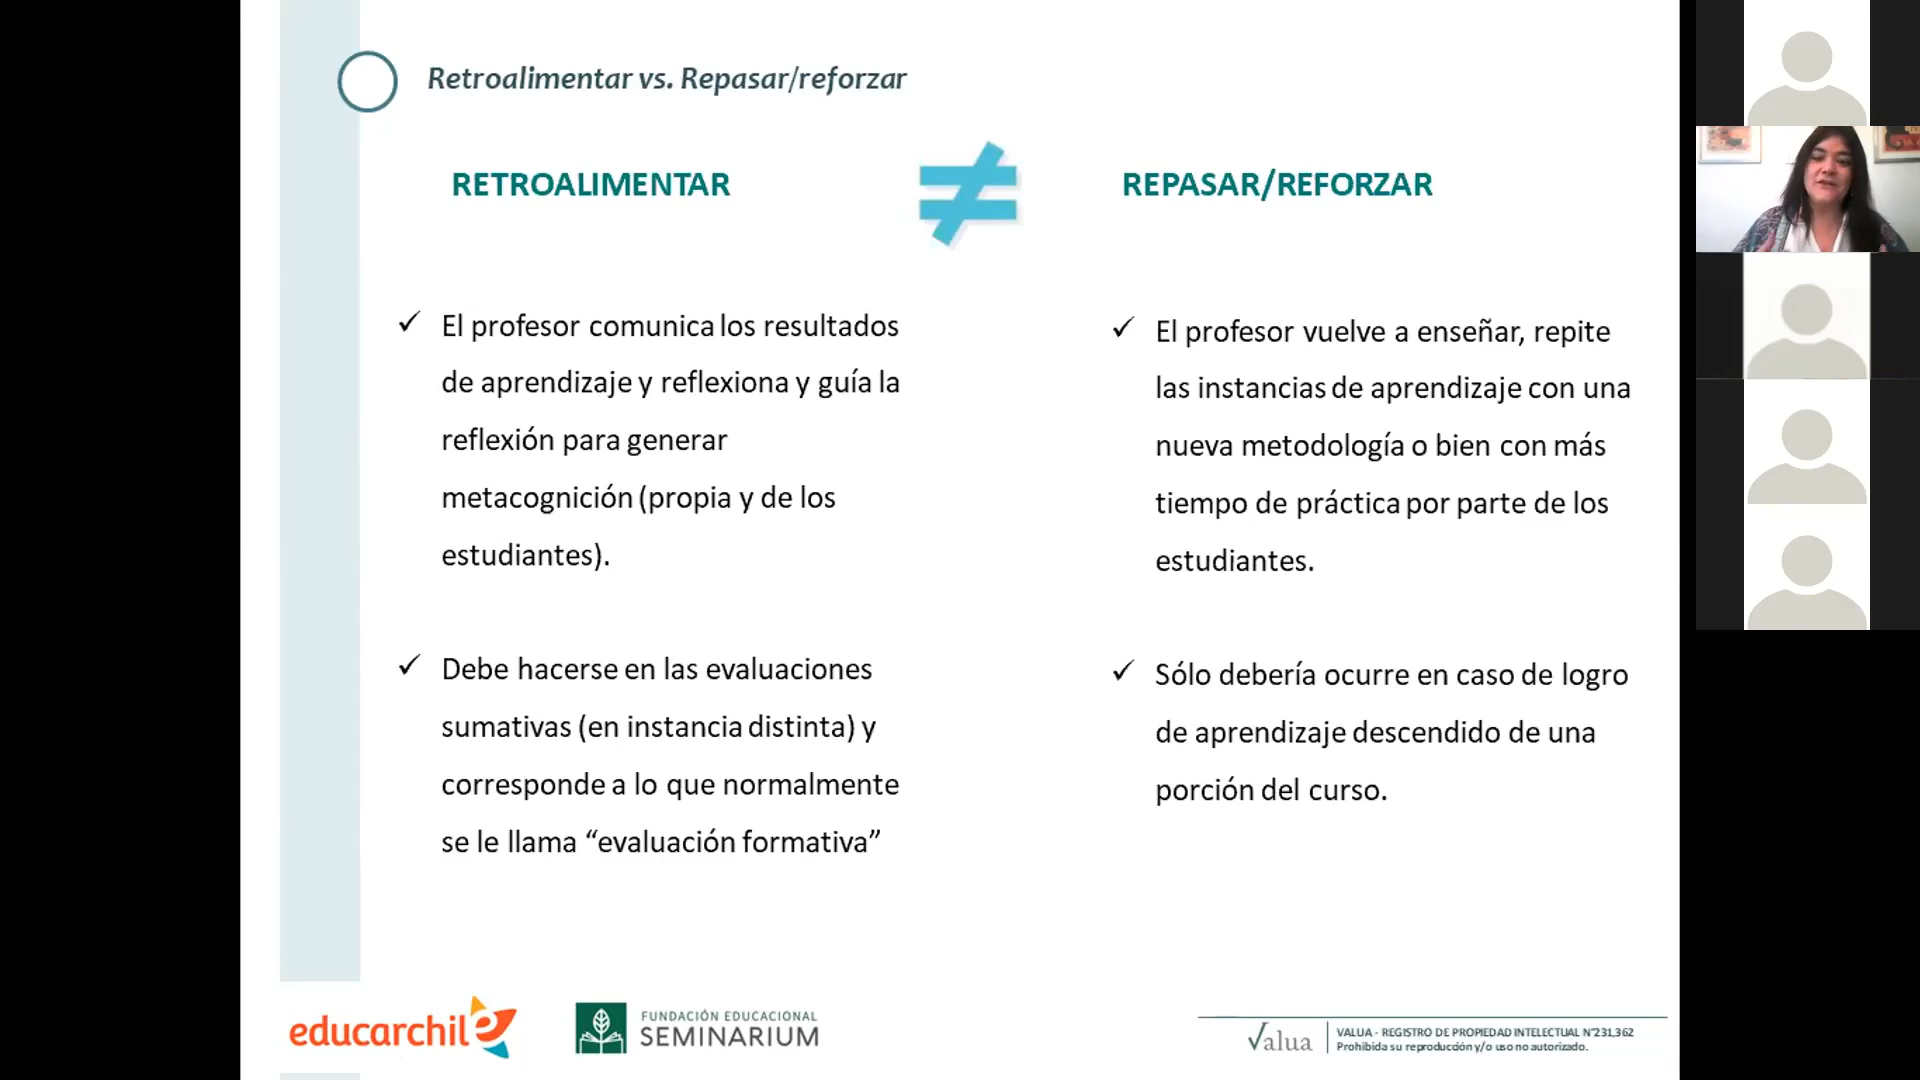 Retroalimentar vs. Repasar/reforzar
RETROALIMENTAR
≠
REPASAR/REFORZAR
✓ El profesor comunica los resultados
de aprendizaje y reflexiona y guía la
reflexión para generar
metacognición (propia y de los
estudiantes).
✓ Debe hacerse en las evaluaciones
sumativas (en instancia distinta) y
corresponde a lo que normalmente
se le llama “evaluación formativa”
✓ El profesor vuelve a enseñar, repite
las instancias de aprendizaje con una
nueva metodología o bien con más
tiempo de práctica por parte de los
estudiantes.
✓ Sólo debería ocurre en caso de logro
de aprendizaje descendido de una
porción del curso.
educarchile
FUNDACIÓN EDUCACIONAL
SEMINARIUM
Valua
VALUA - REGISTRO DE PROPIEDAD INTELECTUAL N°231,362
Prohibida su reproducción y/o uso no autorizado.